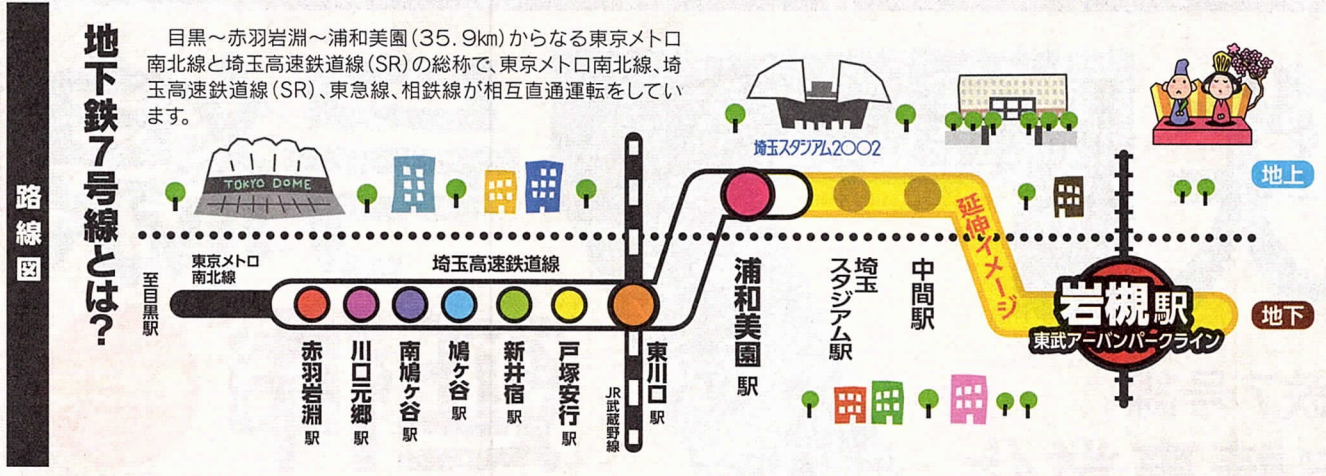 路線図
地下鉄7号線とは？
目黒～赤羽岩淵～浦和美園（35.9km）からなる東京メトロ
南北線と埼玉高速鉄道線（SR）の総称で、東京メトロ南北線、埼
玉高速鉄道線（SR）、東急線、相鉄線が相互直通運転をしてい
ます。
TOKYO DOME
埼玉スタジアム2002
地上
地下
至目黒駅
東京メトロ
南北線
埼玉高速鉄道線
赤羽岩淵駅
川口元郷駅
南鳩ヶ谷駅
鳩ヶ谷駅
新井宿駅
戸塚安行駅
JR武蔵野線
東川口駅
浦和美園駅
埼玉
スタジアム駅
中間駅
延伸イメージ
岩槻駅
東武アーバンパークライン